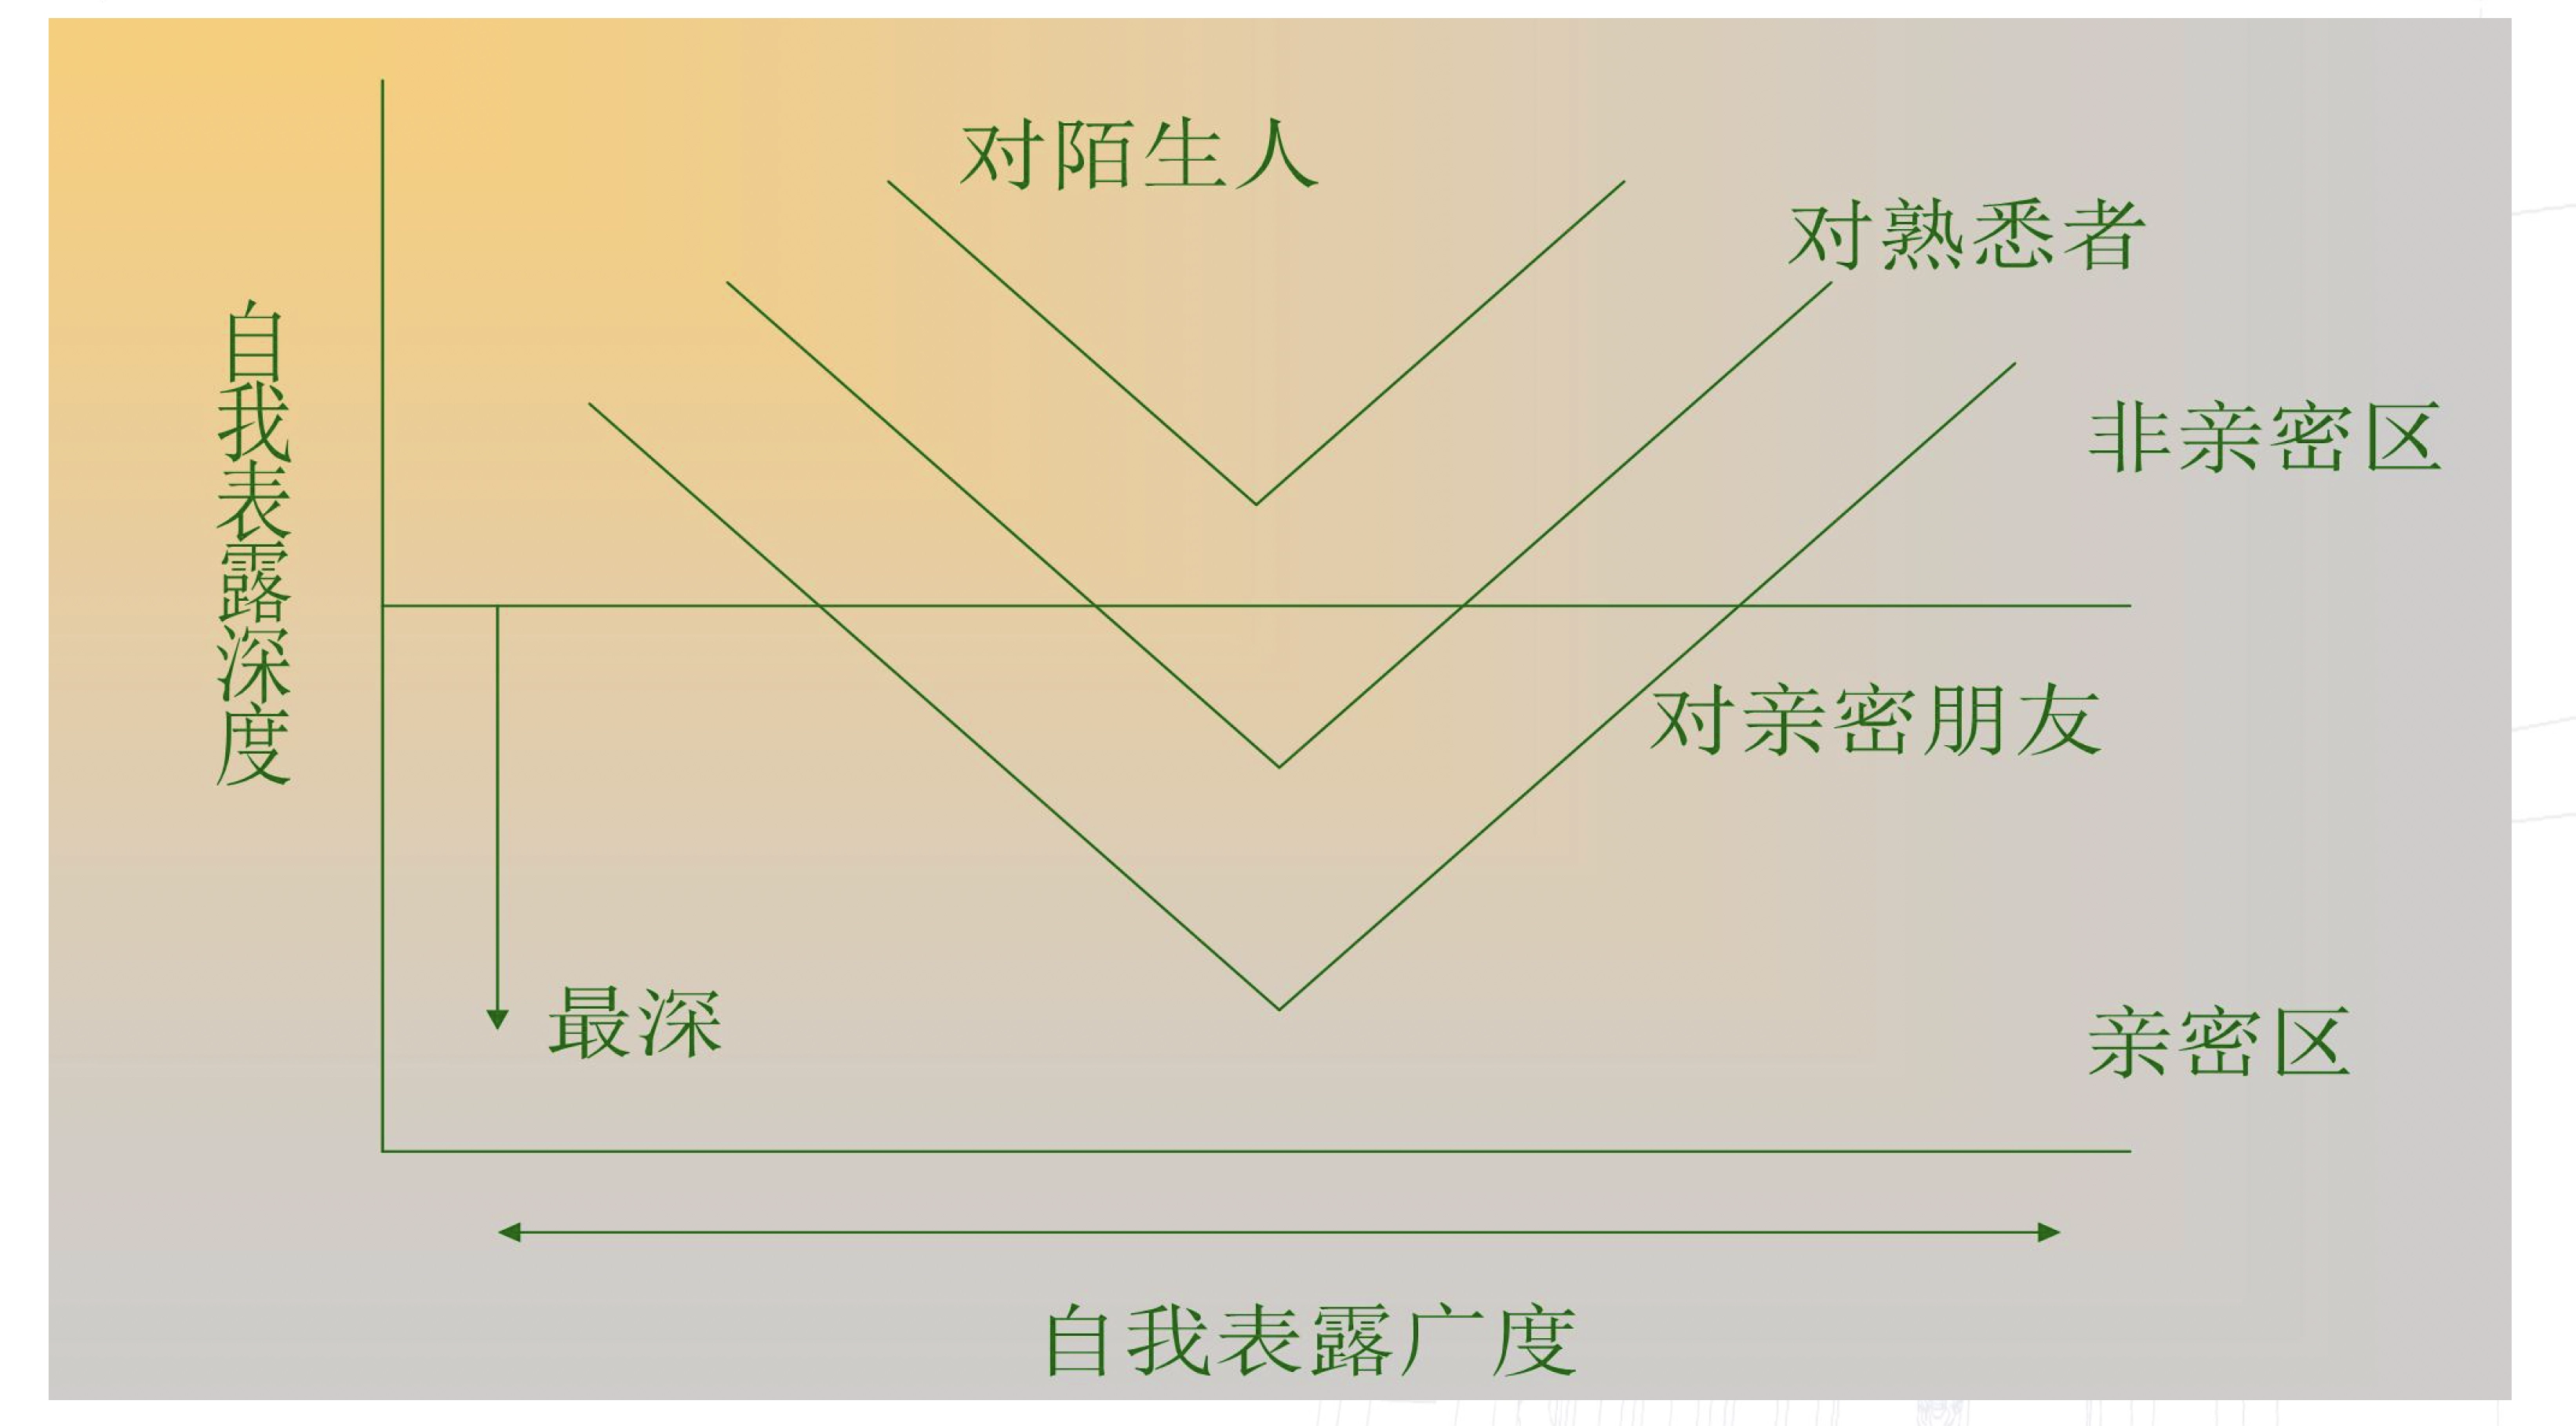 对陌生人
对熟悉者
自我表露深度
非亲密区
对亲密朋友
最深
亲密区
自我表露广度